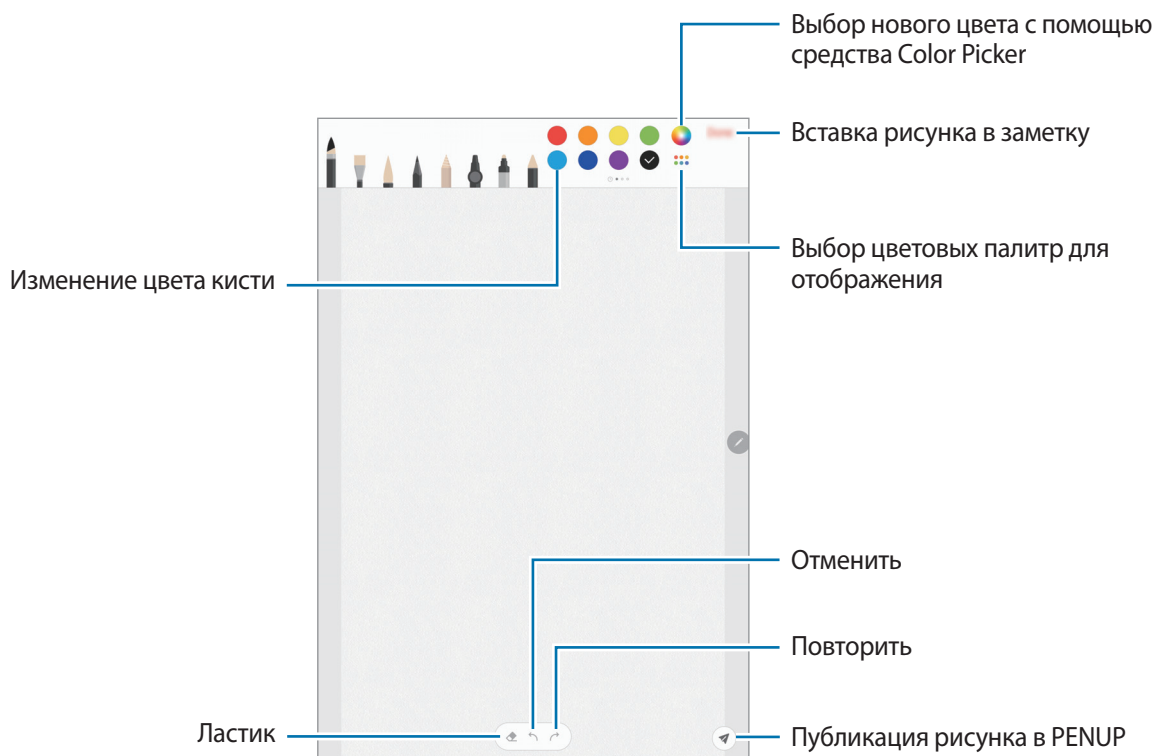 Выбор нового цвета с помощью
средства Color Picker
Вставка рисунка в заметку
Выбор цветовых палитр для
отображения
Изменение цвета кисти
Отменить
Повторить
Ластик
Публикация рисунка в PENUP